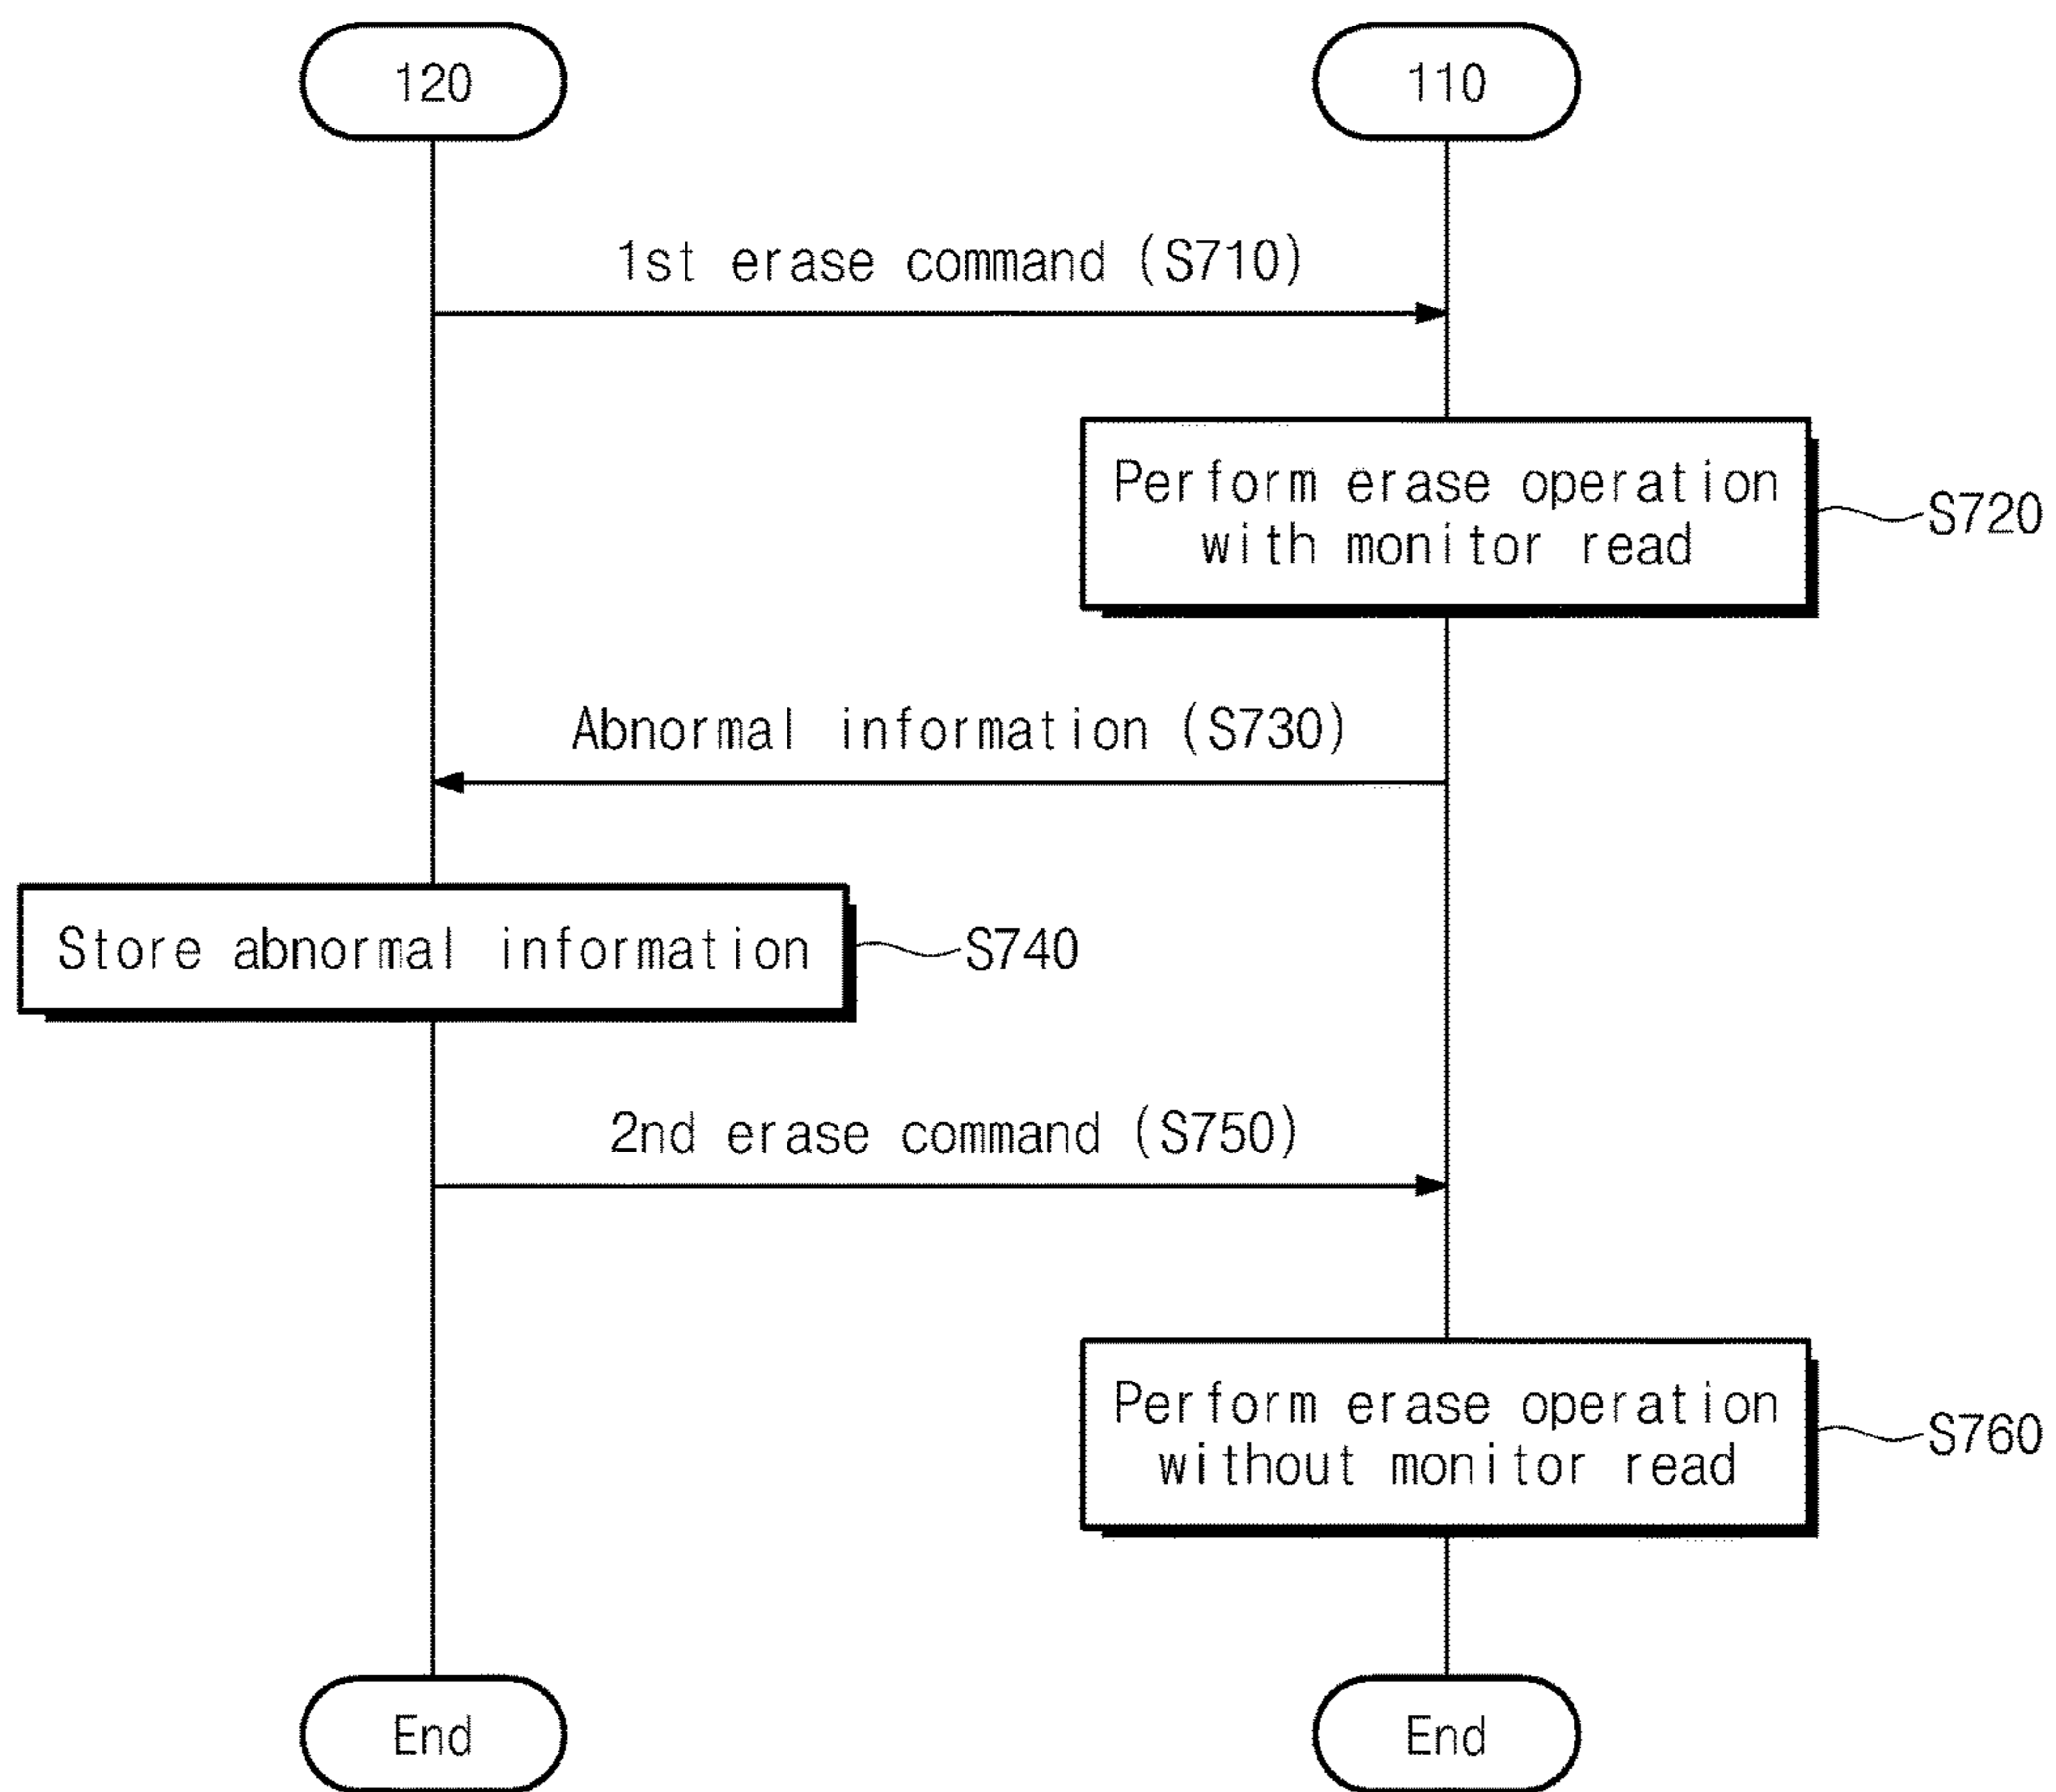 120
110
1st erase command (S710)
Perform erase operation
with monitor read
S720
Abnormal information (S730)
Store abnormal information
S740
2nd erase command (S750)
Perform erase operation
without monitor read
S760
End
End